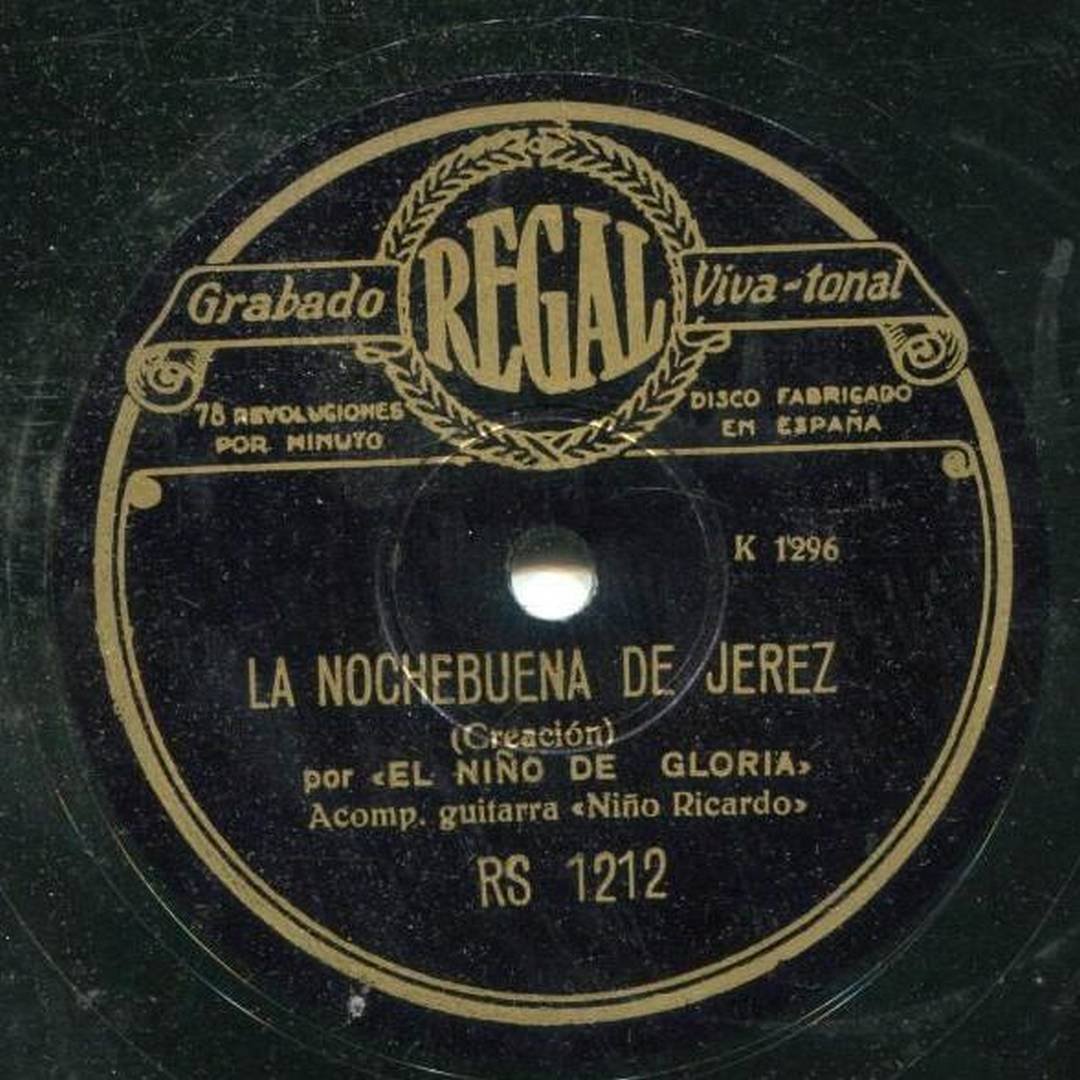 REGAL
Grabado Viva-tonal
78 REVOLUCIONES
POR MINUTO
DISCO FABRICADO
EN ESPAÑA
K 1296
LA NOCHEBUENA DE JEREZ
(Creación)
por «EL NIÑO DE GLORIA»
Acomp. guitarra «Niño Ricardo»
RS 1212